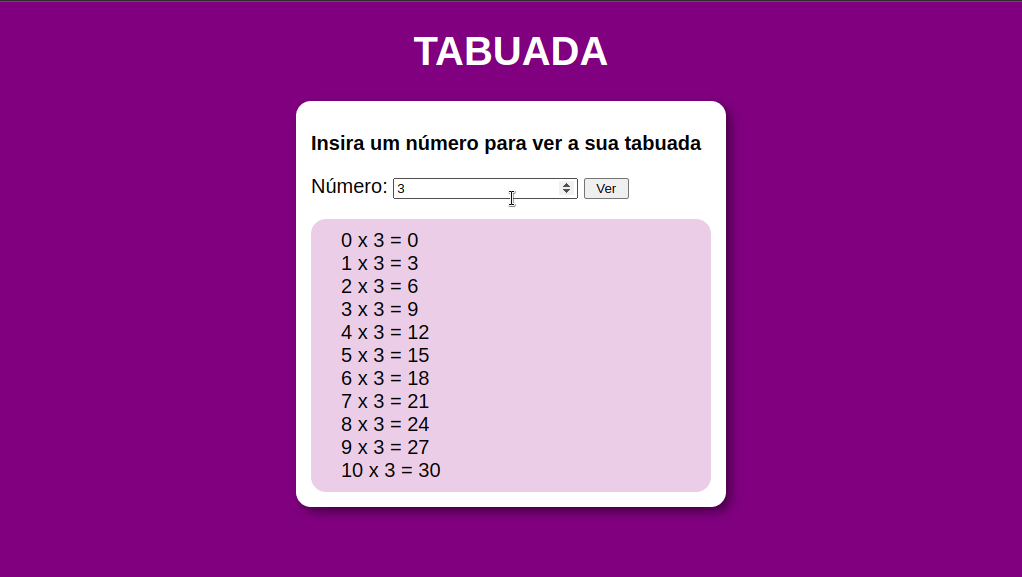 TABUADA
Insira um número para ver a sua tabuada
Número: 3 Ver
0 x 3 = 0
1 x 3 = 3
2 x 3 = 6
3 x 3 = 9
4 x 3 = 12
5 x 3 = 15
6 x 3 = 18
7 x 3 = 21
8 x 3 = 24
9 x 3 = 27
10 x 3 = 30